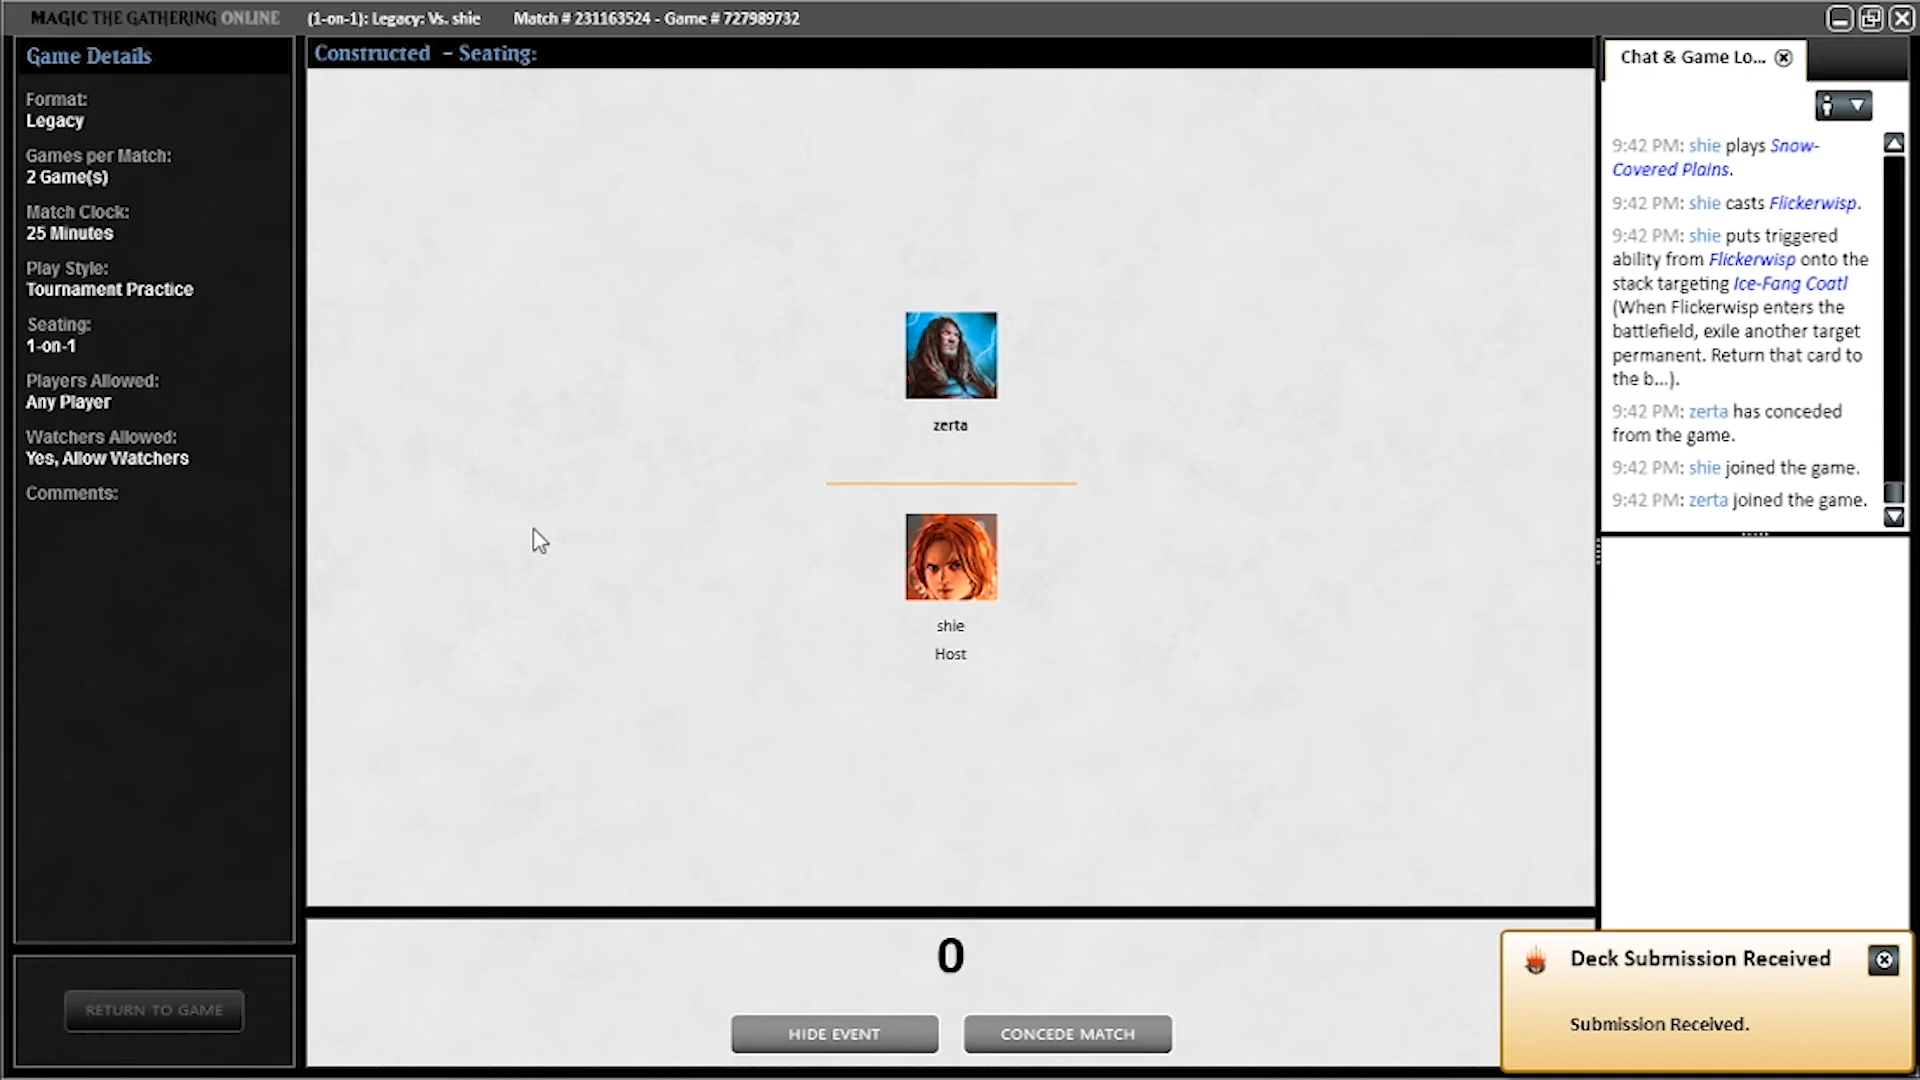 MAGIC THE GATHERING ONLINE (1-on-1): Legacy: Vs. shie Match # 231163524 - Game # 727989732
Game Details
Format:
Legacy
Games per Match:
2 Game(s)
Match Clock:
25 Minutes
Play Style:
Tournament Practice
Seating:
1-on-1
Players Allowed:
Any Player
Watchers Allowed:
Yes, Allow Watchers
Comments:
RETURN TO GAME
Constructed - Seating:
zerta
shie
Host
0
HIDE EVENT CONCEDE MATCH
Chat & Game Lo...
9:42 PM: shie plays Snow-
Covered Plains.
9:42 PM: shie casts Flickerwisp.
9:42 PM: shie puts triggered
ability from Flickerwisp onto the
stack targeting Ice-Fang Coatl
(When Flickerwisp enters the
battlefield, exile another target
permanent. Return that card to
the b...).
9:42 PM: zerta has conceded
from the game.
9:42 PM: shie joined the game.
9:42 PM: zerta joined the game.
Deck Submission Received
Submission Received.